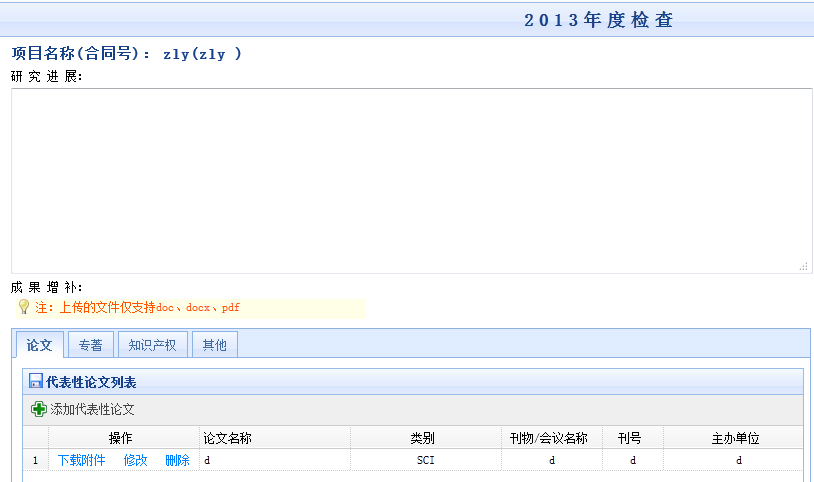 2013年度检查
项目名称(合同号)： zly(zly )
研 究 进 展:
成 果 增 补:
注: 上传的文件仅支持doc、docx、pdf
论文 专著 知识产权 其他
代表性论文列表
添加代表性论文
操作 论文名称 类别 刊物/会议名称 刊号 主办单位
1 下载附件 修改 删除 d SCI d d d